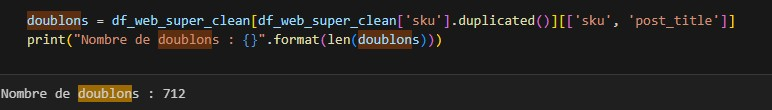 doublons = df_web_super_clean[df_web_super_clean['sku'].duplicated()][['sku', 'post_title']]
print("Nombre de doublons : {}".format(len(doublons)))
Nombre de doublons : 712